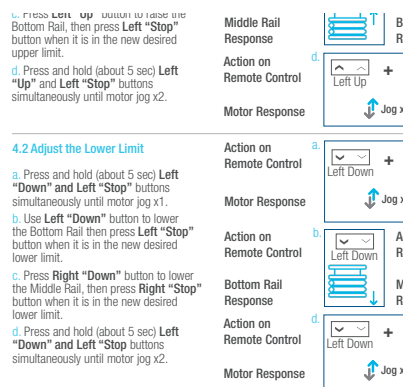 c. Press Left "Up" button to raise the
Bottom Rail, then press Left "Stop"
button when it is in the new desired
upper limit.
d. Press and hold (about 5 sec) Left
"Up" and Left "Stop" buttons
simultaneously until motor jog x2.
Middle Rail
Response
Action on
Remote Control
d.
Left Up
+
Motor Response
Jog x
4.2 Adjust the Lower Limit
a. Press and hold (about 5 sec) Left
"Down" and Left "Stop" buttons
simultaneously until motor jog x1.
b. Use Left "Down" button to lower
the Bottom Rail then press Left "Stop"
button when it is in the new desired
lower limit.
c. Press Right "Down" button to lower
the Middle Rail, then press Right "Stop"
button when it is in the new desired
lower limit.
d. Press and hold (about 5 sec) Left
"Down" and Left "Stop buttons
simultaneously until motor jog x2.
Action on
Remote Control
a.
Left Down
+
Motor Response
Jog x
Action on
Remote Control
b.
Left Down
Bottom Rail
Response
Action on
Remote Control
d.
Left Down
+
Motor Response
Jog x